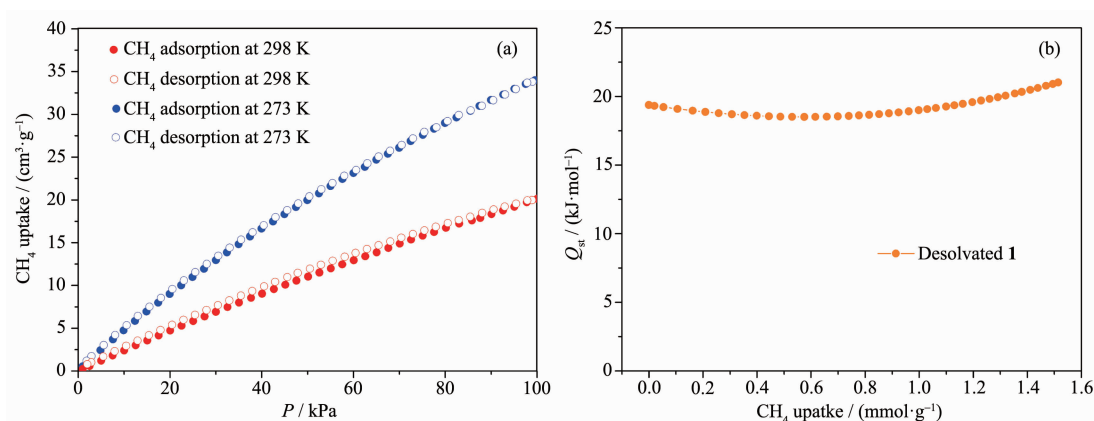 (a)
CH₄ adsorption at 298 K
CH₄ desorption at 298 K
CH₄ adsorption at 273 K
CH₄ desorption at 273 K
CH₄ uptake / (cm³·g⁻¹)
40
35
30
25
20
15
10
5
0
0 20 40 60 80 100
P / kPa
(b)
Desolvated 1
Qst / (kJ·mol⁻¹)
25
20
15
10
5
0
0.0 0.2 0.4 0.6 0.8 1.0 1.2 1.4 1.6
CH₄ upatke / (mmol·g⁻¹)